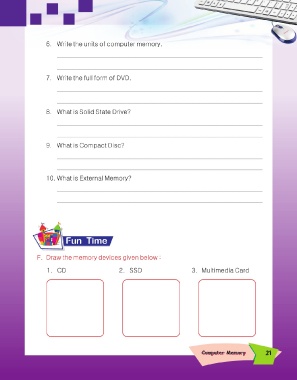 6. Write the units of computer memory.
7. Write the full form of DVD.
8. What is Solid State Drive?
9. What is Compact Disc?
10. What is External Memory?
Fun Time
F. Draw the memory devices given below :
1. CD 2. SSD 3. Multimedia Card
Computer Memory 21